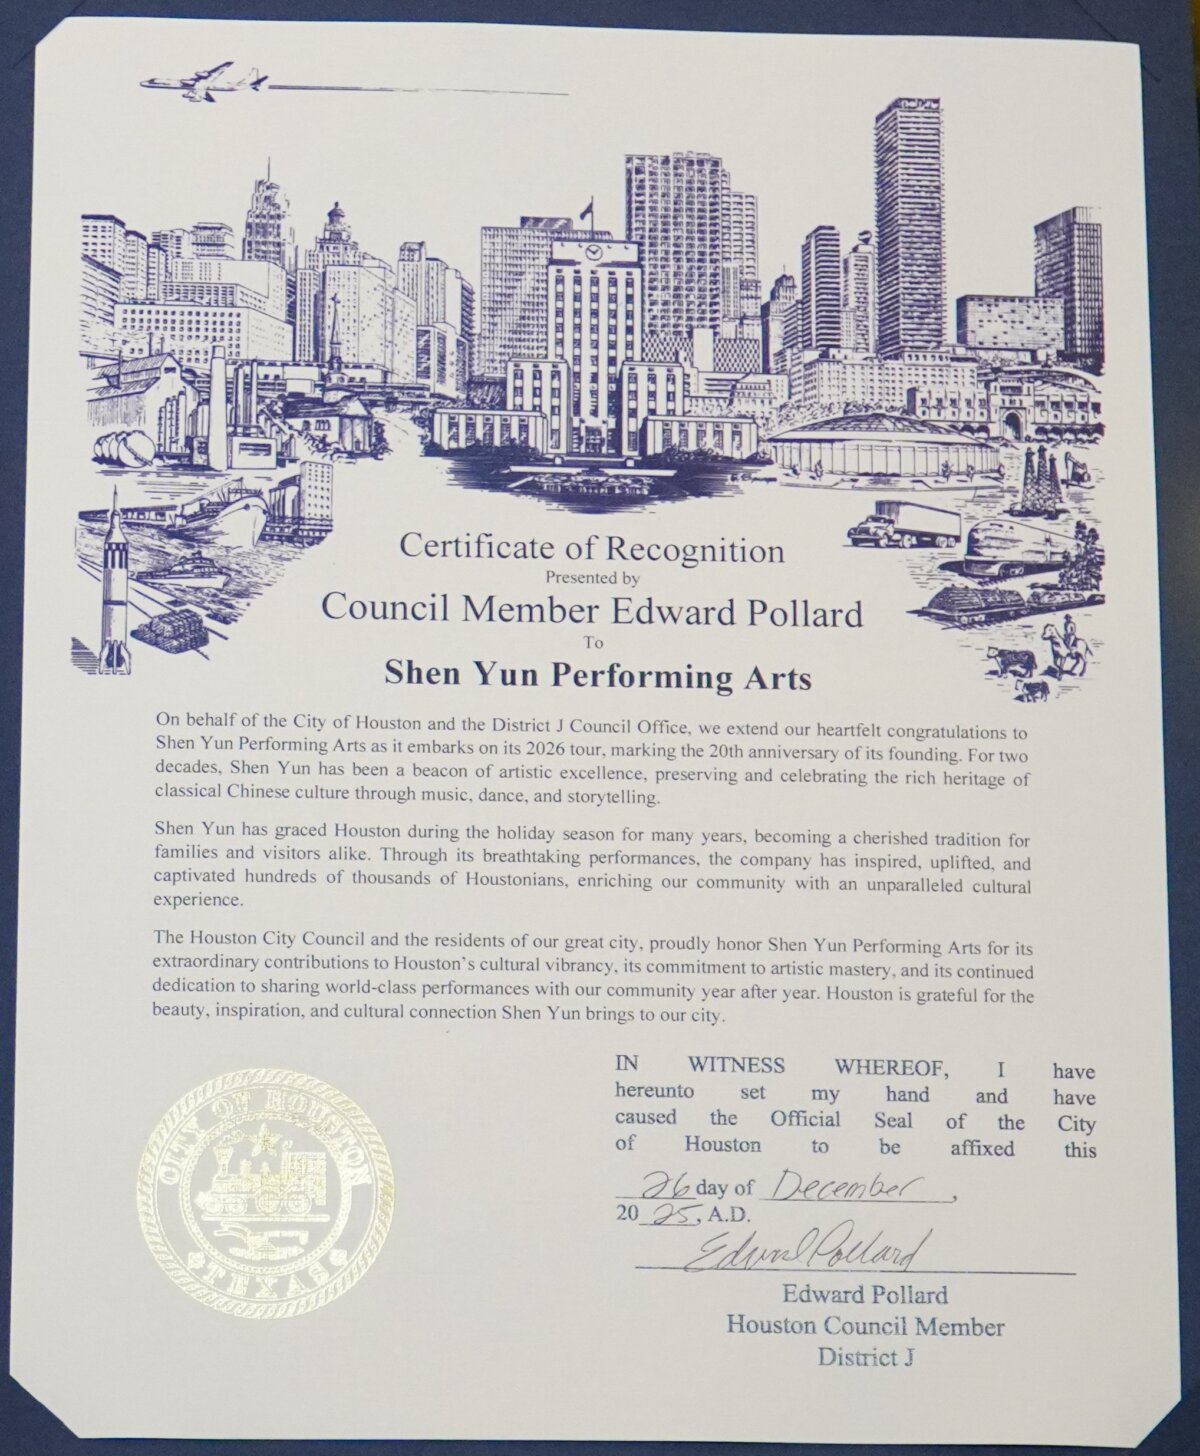 Certificate of Recognition
Presented by
Council Member Edward Pollard
To
Shen Yun Performing Arts
On behalf of the City of Houston and the District J Council Office, we extend our heartfelt congratulations to
Shen Yun Performing Arts as it embarks on its 2026 tour, marking the 20th anniversary of its founding. For two
decades, Shen Yun has been a beacon of artistic excellence, preserving and celebrating the rich heritage of
classical Chinese culture through music, dance, and storytelling.
Shen Yun has graced Houston during the holiday season for many years, becoming a cherished tradition for
families and visitors alike. Through its breathtaking performances, the company has inspired, uplifted, and
captivated hundreds of thousands of Houstonians, enriching our community with an unparalleled cultural
experience.
The Houston City Council and the residents of our great city, proudly honor Shen Yun Performing Arts for its
extraordinary contributions to Houston's cultural vibrancy, its commitment to artistic mastery, and its continued
dedication to sharing world-class performances with our community year after year. Houston is grateful for the
beauty, inspiration, and cultural connection Shen Yun brings to our city.
IN WITNESS WHEREOF, I have
hereunto set my hand and have
caused the Official Seal of the City
of Houston to be affixed this
26 day of December,
2025, A.D.
Edward Pollard
Edward Pollard
Houston Council Member
District J
CITY OF HOUSTON
TEXAS